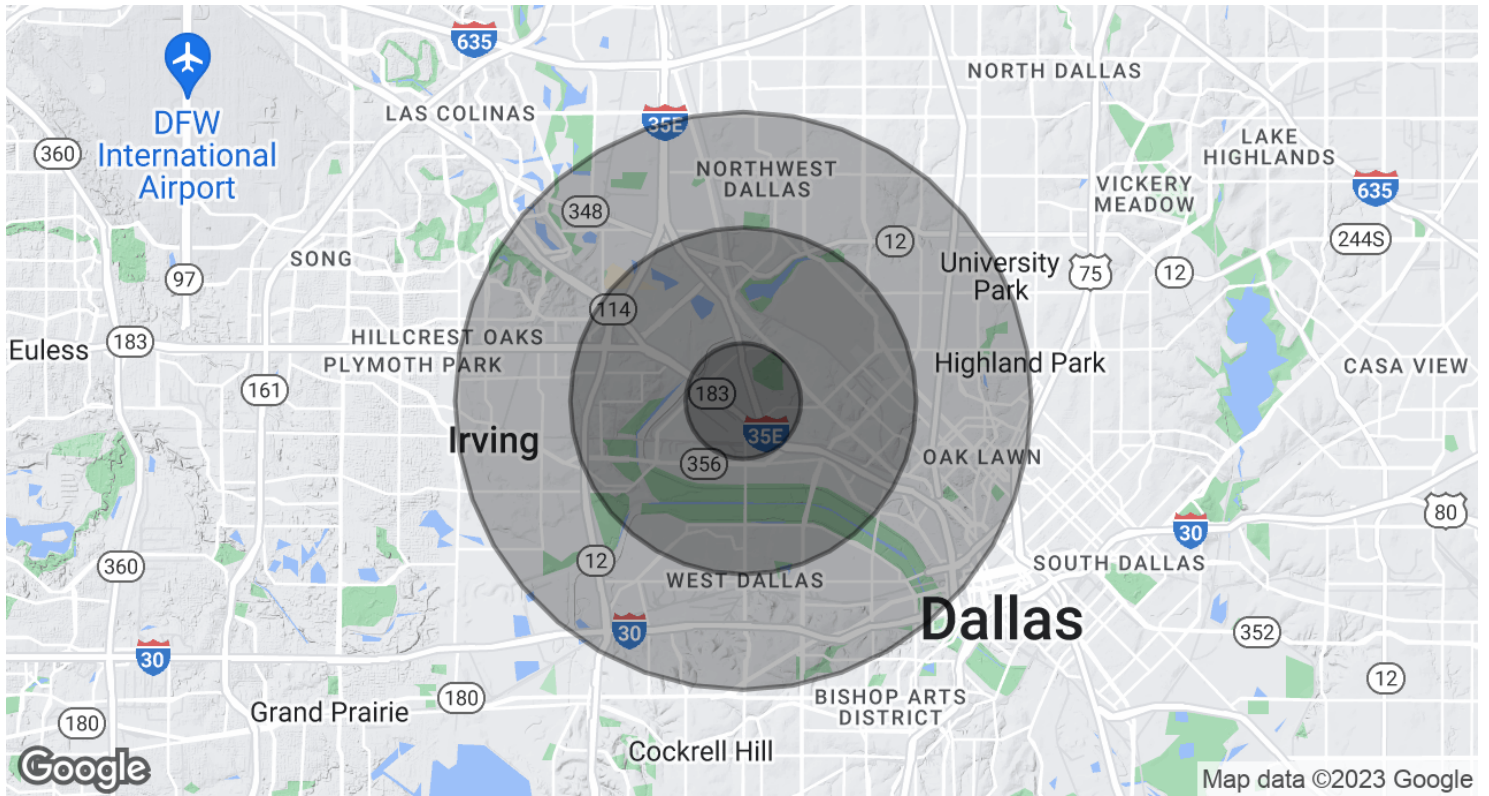 635
NORTH DALLAS
LAS COLINAS
DFW
International
Airport
35E
360
LAKE
HIGHLANDS
NORTHWEST
DALLAS
VICKERY
MEADOW
635
348
12
244S
SONG
University
Park
75
12
97
114
HILLCREST OAKS
Euless
183
PLYMOTH PARK
Highland Park
CASA VIEW
161
183
Irving
35E
356
OAK LAWN
80
30
12
360
SOUTH DALLAS
WEST DALLAS
Dallas
30
352
30
12
180
BISHOP ARTS
DISTRICT
Grand Prairie
180
Cockrell Hill
Google
Map data ©2023 Google